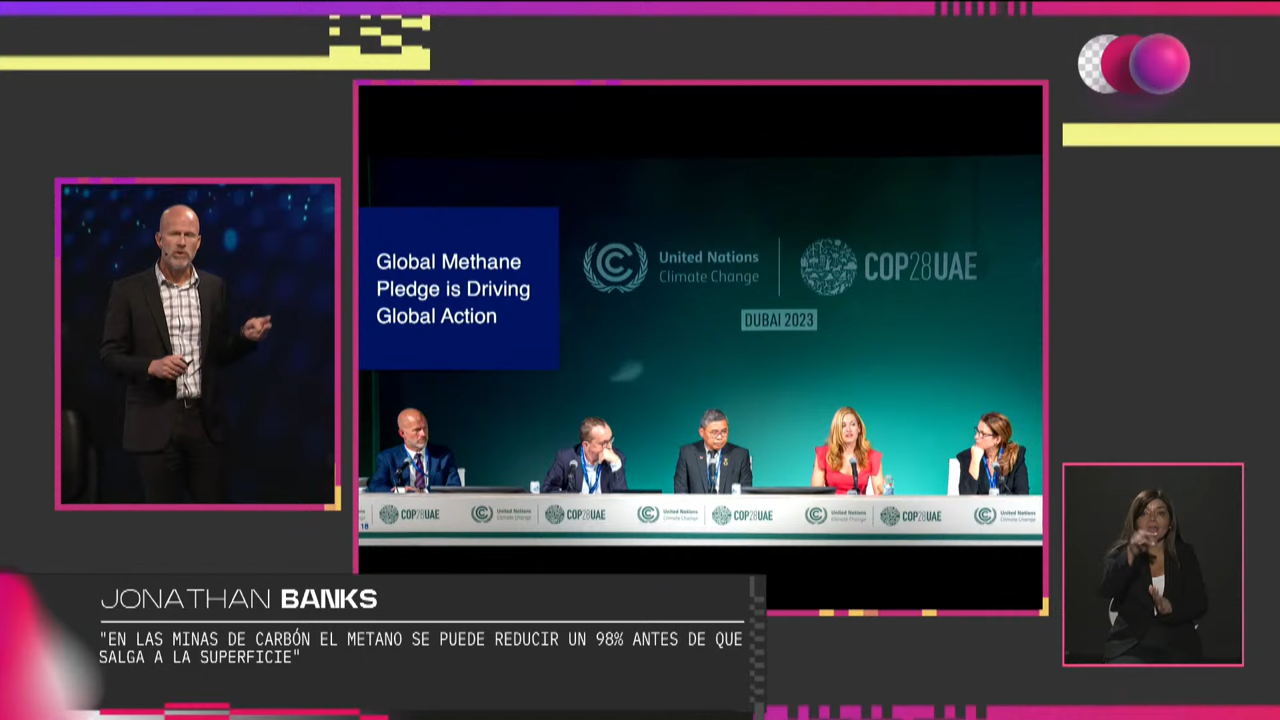 Global Methane
Pledge is Driving
Global Action
United Nations
Climate Change
COP28UAE
DUBAI 2023
COP28UAE
United Nations
Climate Change
COP28UAE
United Nations
Climate Change
COP28UAE
United Nations
Climate Change
COP28UAE
United Nations
Climate Change
18
JONATHAN BANKS
"EN LAS MINAS DE CARBÓN EL METANO SE PUEDE REDUCIR UN 98% ANTES DE QUE
SALGA A LA SUPERFICIE"